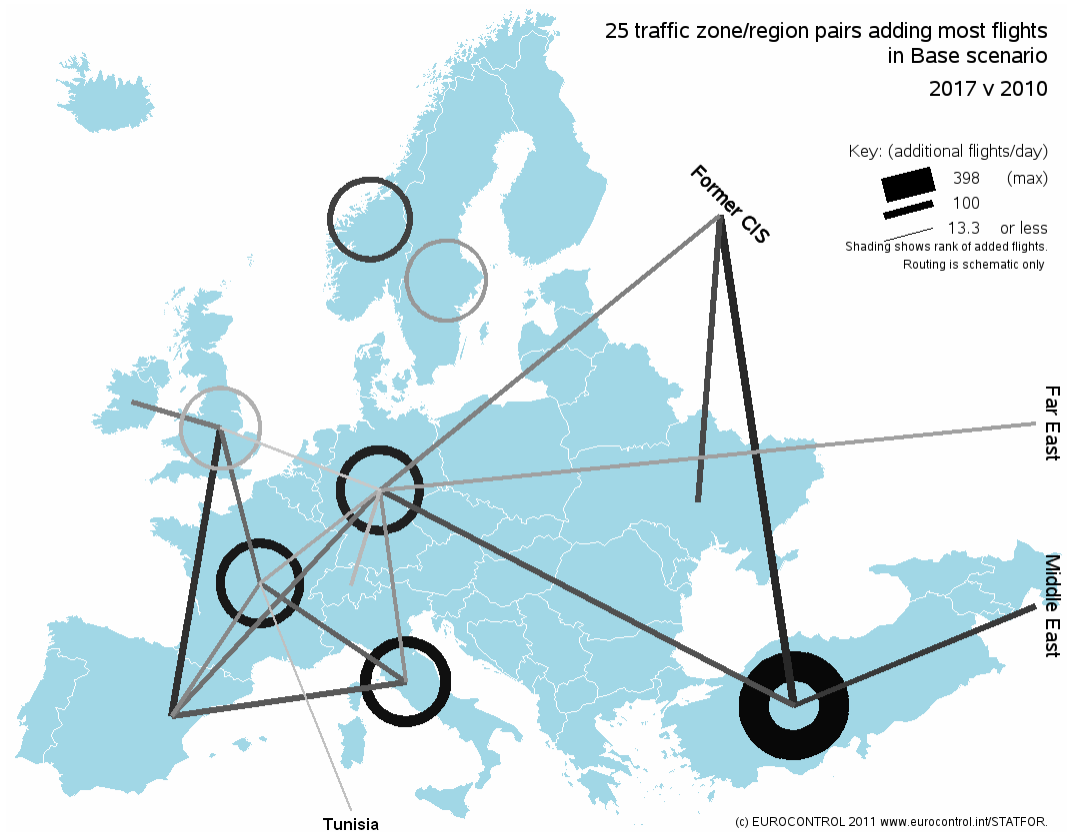 25 traffic zone/region pairs adding most flights
in Base scenario
2017 v 2010
Key: (additional flights/day)
398 (max)
100
13.3 or less
Shading shows rank of added flights.
Routing is schematic only
Former CIS
Far East
Middle East
Tunisia
(c) EUROCONTROL 2011 www.eurocontrol.int/STATFOR.